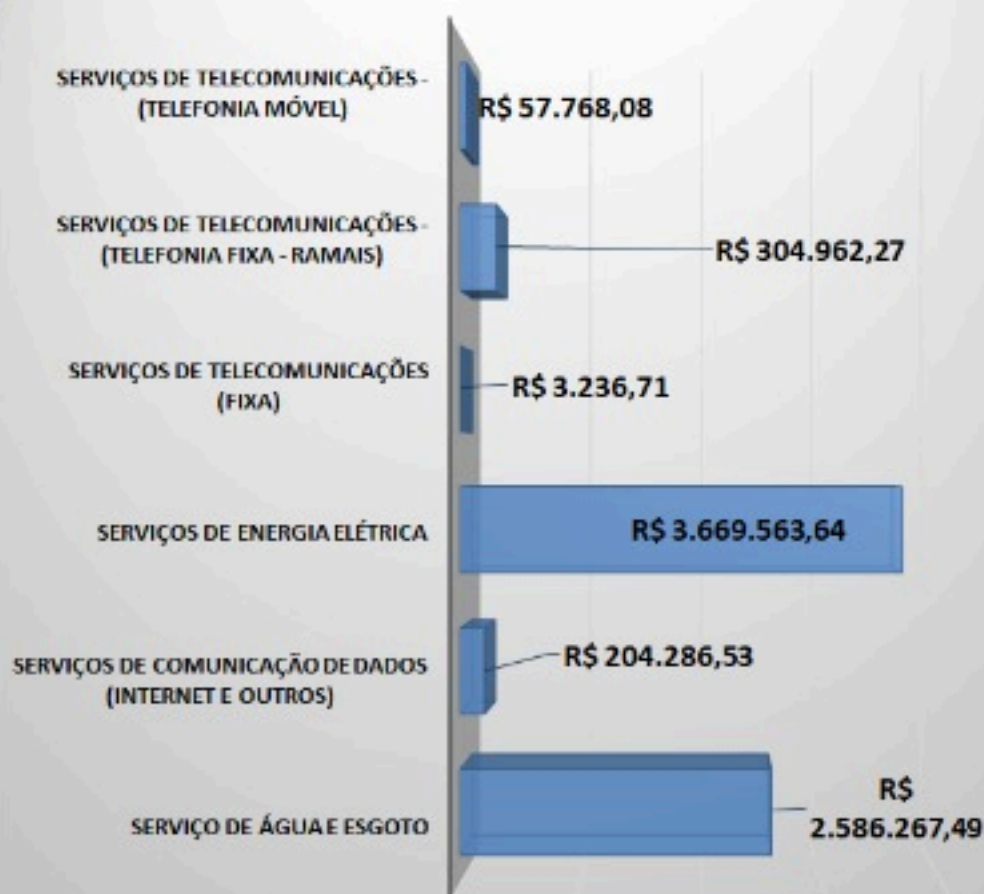 SERVIÇOS DE TELECOMUNICAÇÕES -
(TELEFONIA MÓVEL)
R$ 57.768,08
SERVIÇOS DE TELECOMUNICAÇÕES -
(TELEFONIA FIXA - RAMAIS)
R$ 304.962,27
SERVIÇOS DE TELECOMUNICAÇÕES
(FIXA)
R$ 3.236,71
SERVIÇOS DE ENERGIA ELÉTRICA
R$ 3.669.563,64
SERVIÇOS DE COMUNICAÇÃO DE DADOS
(INTERNET E OUTROS)
R$ 204.286,53
SERVIÇO DE ÁGUA E ESGOTO
R$
2.586.267,49